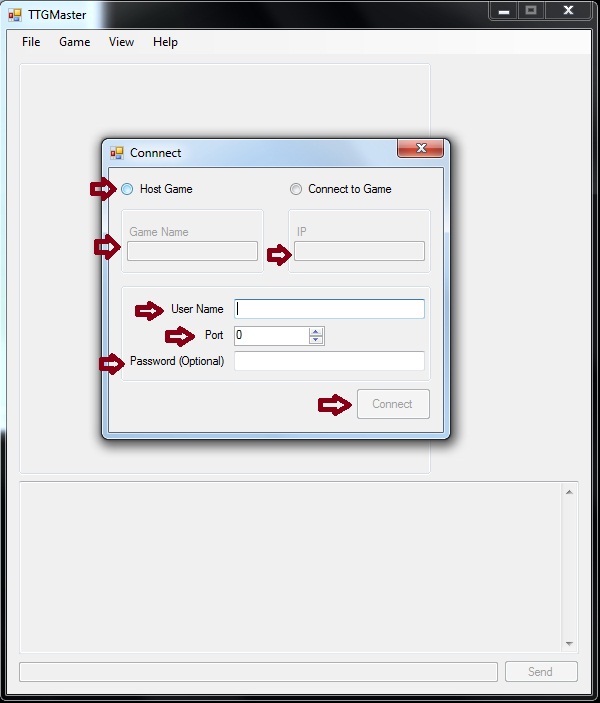 TTGMaster
File Game View Help
Connnect
Host Game Connect to Game
Game Name IP
User Name
Port 0
Password (Optional)
Connect
Send